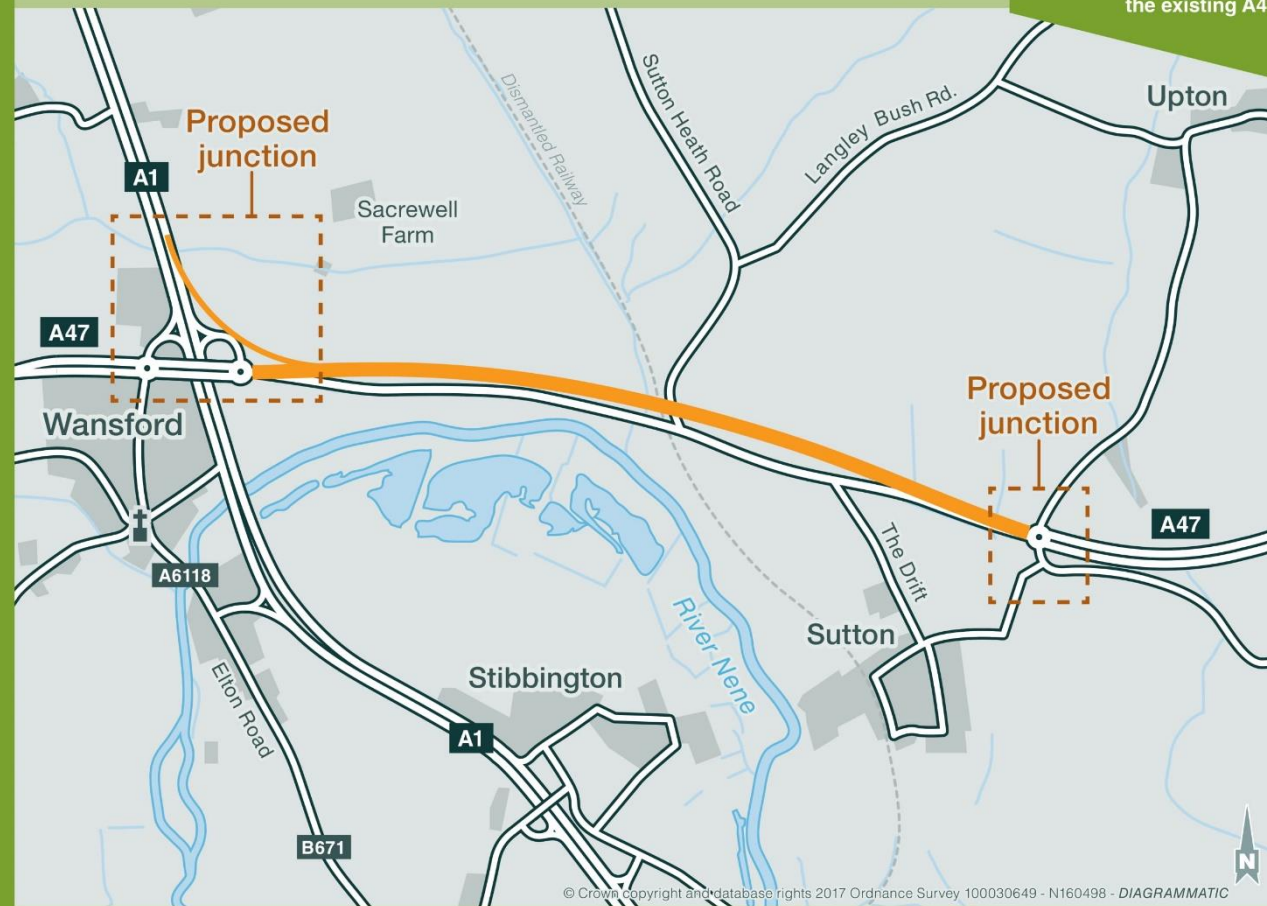 the existing A4
Upton
Sutton Heath Road
Langley Bush Rd.
Dismantled Railway
Proposed
junction
A1
Sacrewell
Farm
A47
Wansford
Proposed
junction
A47
The Drift
A6118
River Nene
Sutton
Elton Road
Stibbington
A1
B671
N
© Crown copyright and database rights 2017 Ordnance Survey 100030649 - N160498 - DIAGRAMMATIC